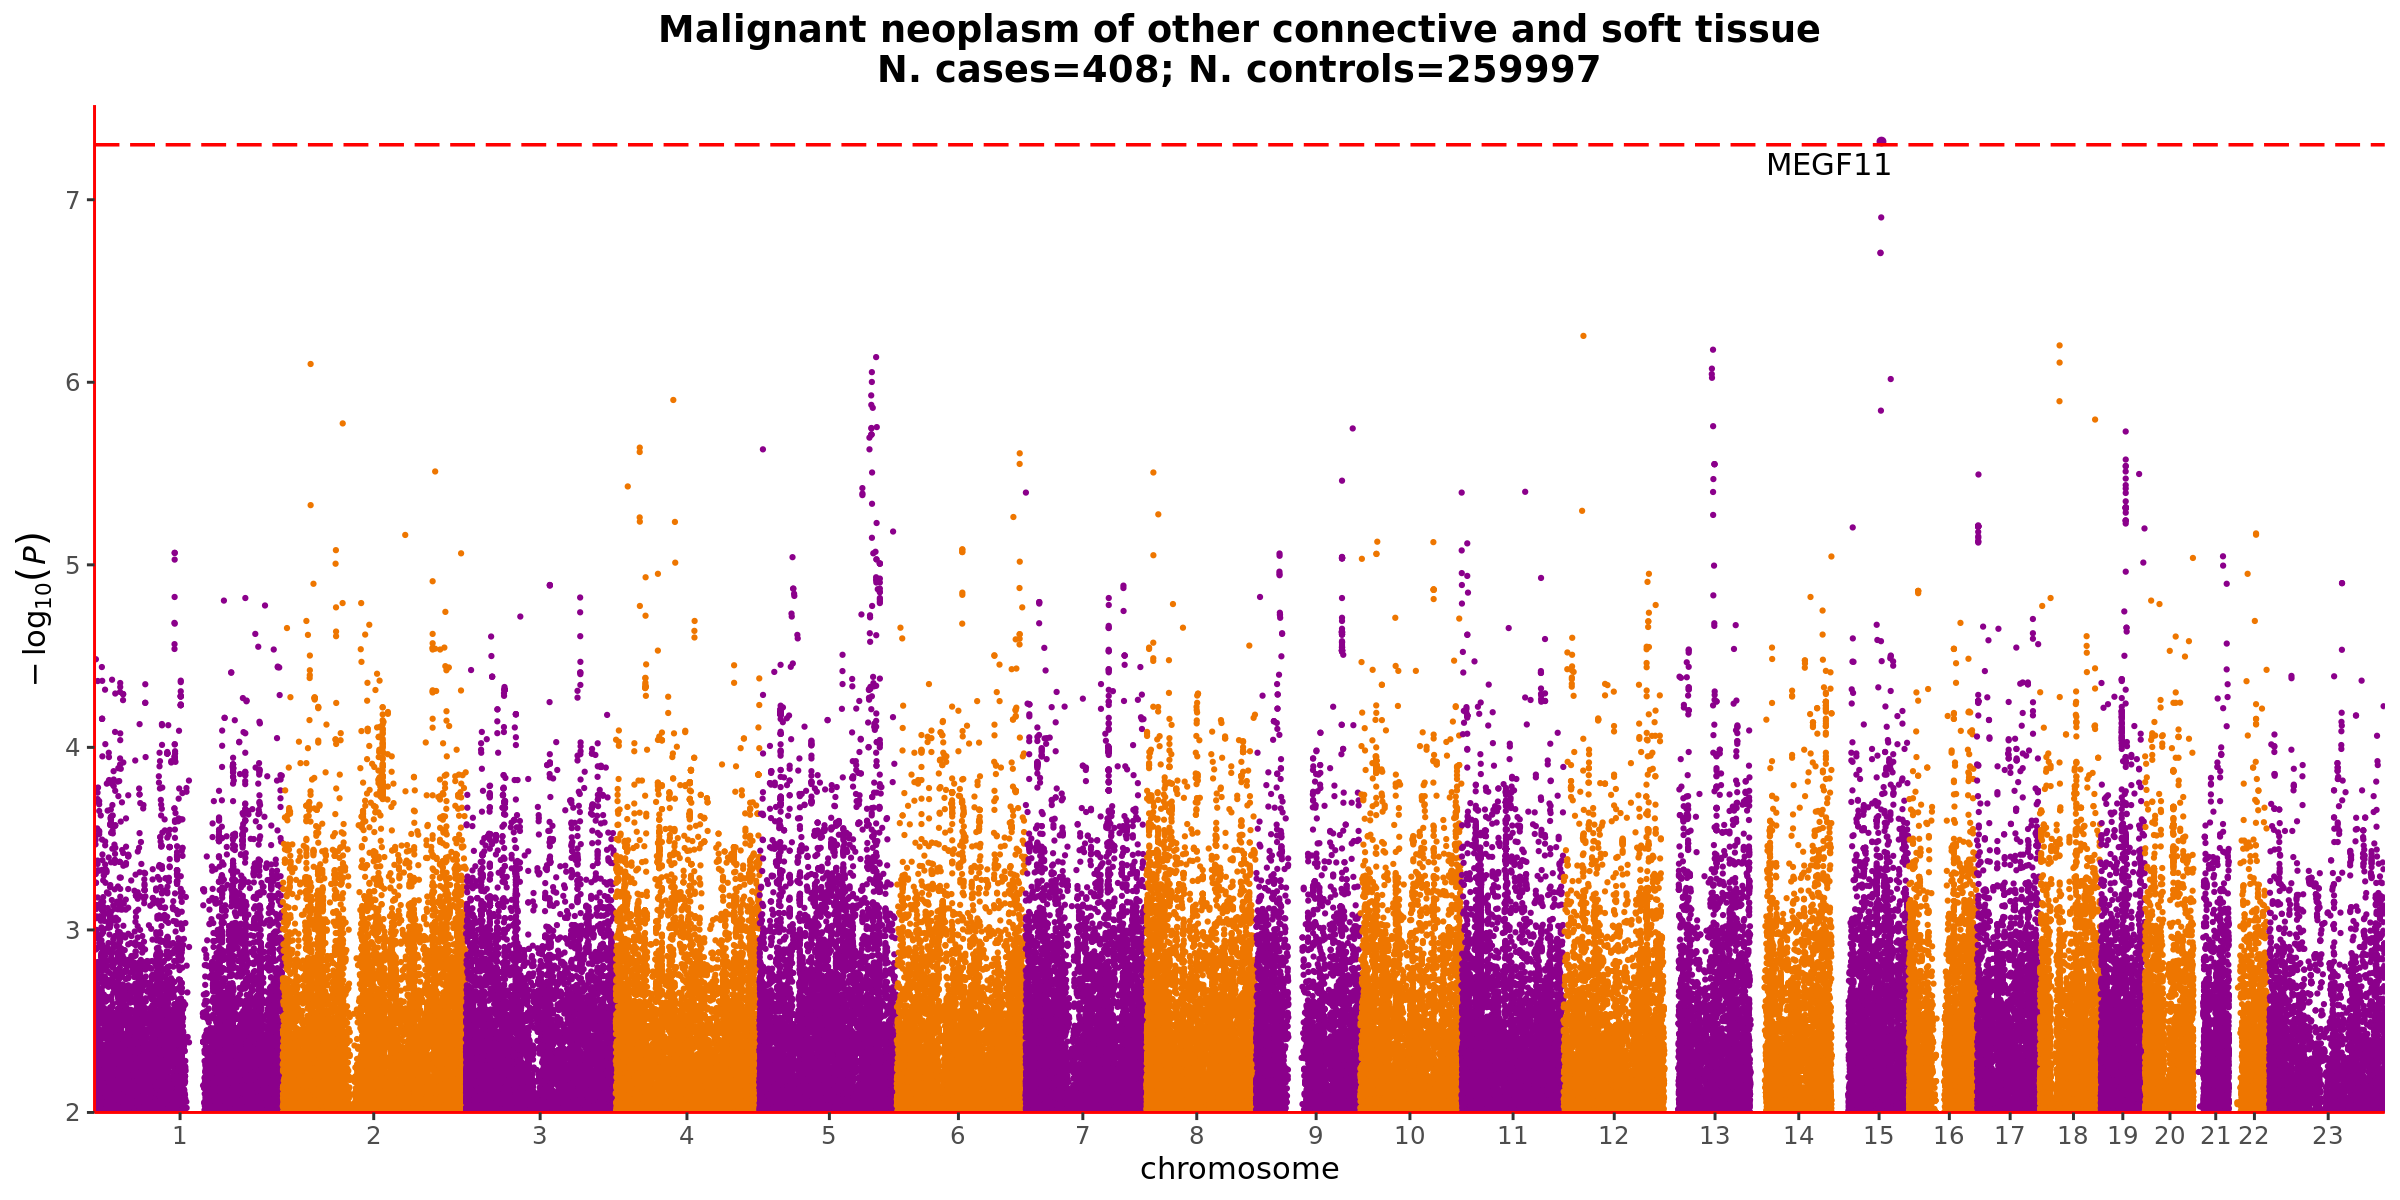 Malignant neoplasm of other connective and soft tissue
N. cases=408; N. controls=259997
MEGF11
7
6
5
4
3
2
−log10(P)
1 2 3 4 5 6 7 8 9 10 11 12 13 14 15 16 17 18 19 20 21 22 23
chromosome